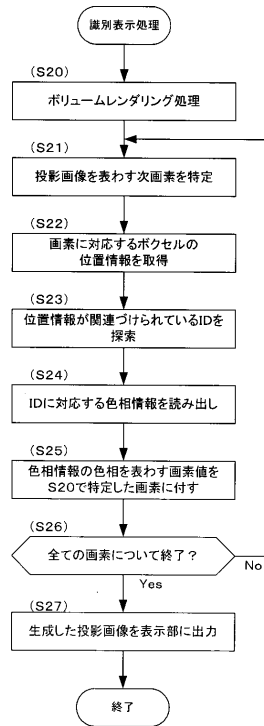 識別表示処理
(S20)
ボリュームレンダリング処理
(S21)
投影画像を表わす次画素を特定
(S22)
画素に対応するボクセルの
位置情報を取得
(S23)
位置情報が関連づけられているIDを
探索
(S24)
IDに対応する色相情報を読み出し
(S25)
色相情報の色相を表わす画素値を
S20で特定した画素に付す
(S26)
全ての画素について終了?
No
Yes
(S27)
生成した投影画像を表示部に出力
終了